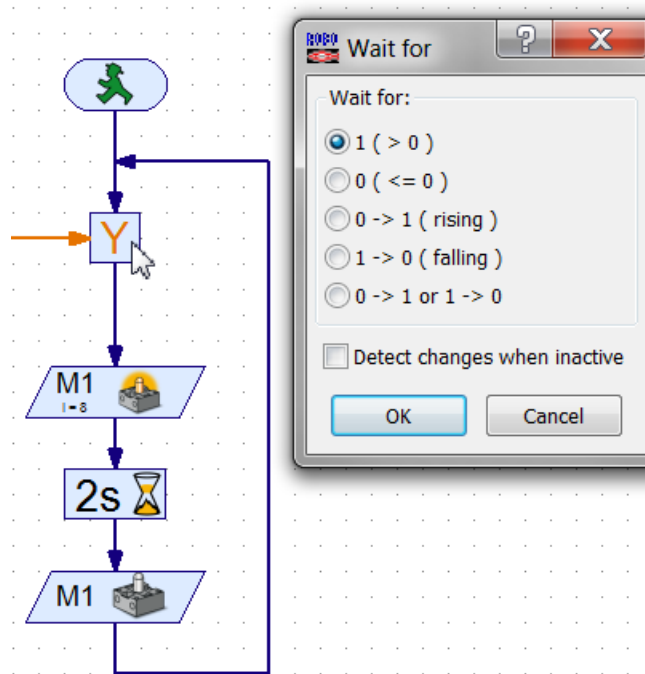 ROBO
Wait for
?
X
Wait for:
1 ( > 0 )
0 ( <= 0 )
0 -> 1 ( rising )
1 -> 0 ( falling )
0 -> 1 or 1 -> 0
Detect changes when inactive
OK
Cancel
Y
M1
I = 8
2s
M1